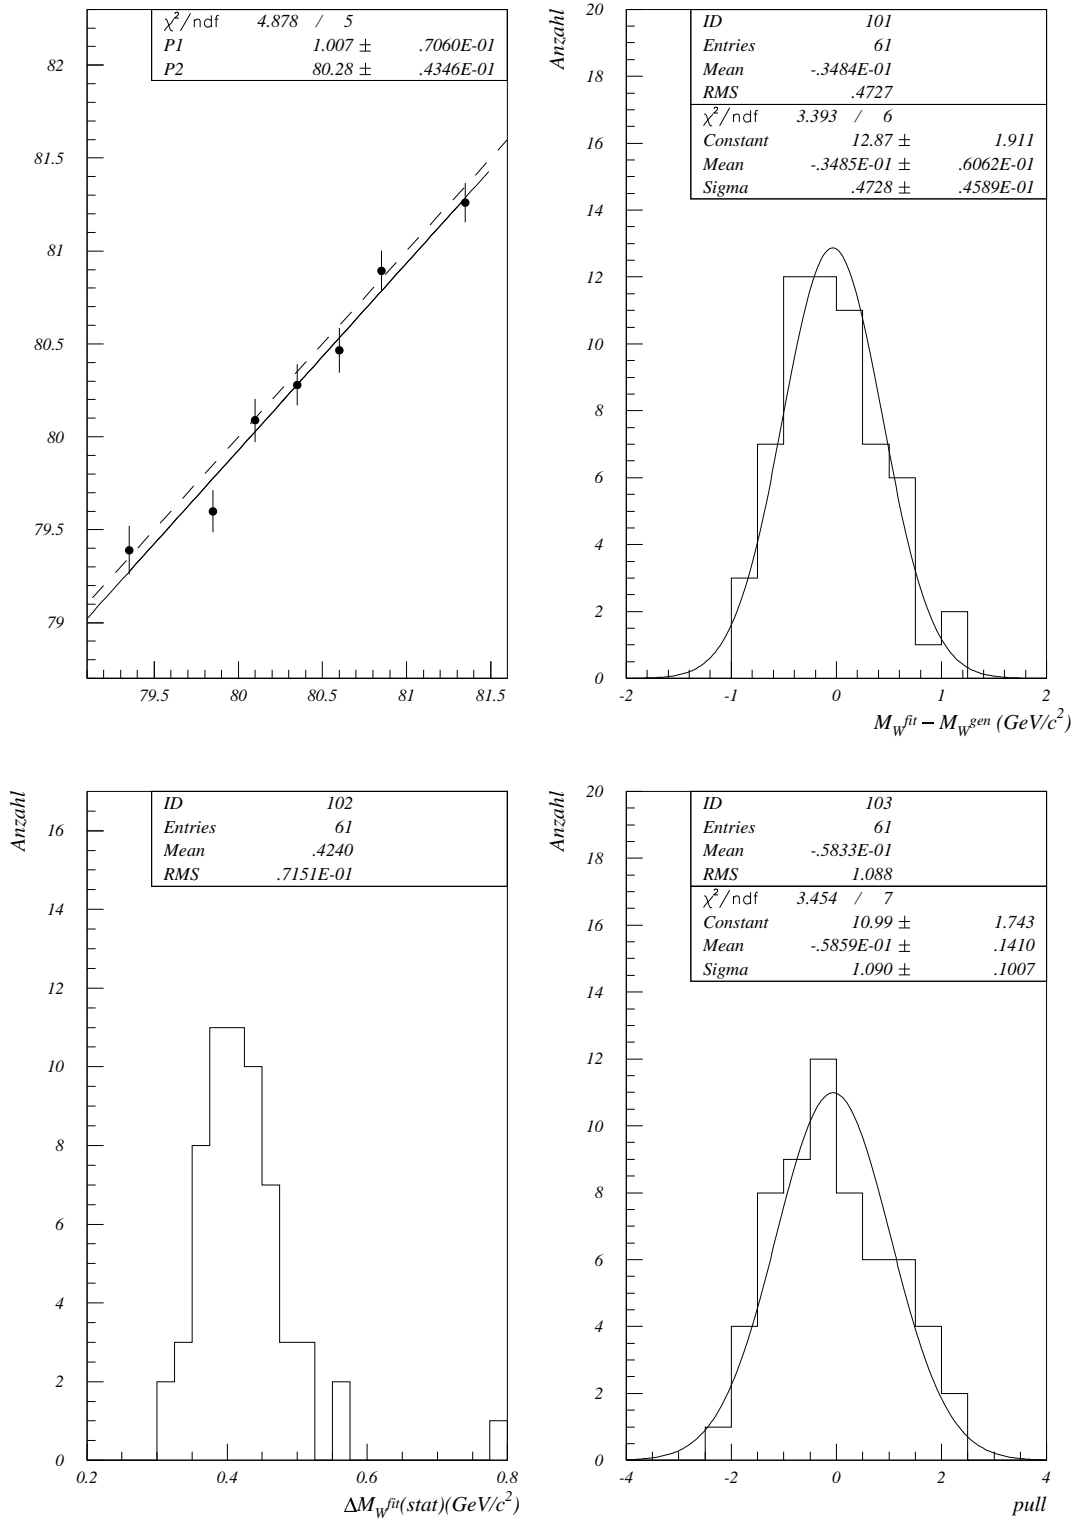 χ²/ndf 4.878 / 5
P1 1.007 ± .7060E-01
P2 80.28 ± .4346E-01
82
81.5
81
80.5
80
79.5
79
79.5 80 80.5 81 81.5
Anzahl
ID 101
Entries 61
Mean -.3484E-01
RMS .4727
χ²/ndf 3.393 / 6
Constant 12.87 ± 1.911
Mean -.3485E-01 ± .6062E-01
Sigma .4728 ± .4589E-01
20
18
16
14
12
10
8
6
4
2
0
-2 -1 0 1 2
M_W^fit − M_W^gen (GeV/c²)
Anzahl
ID 102
Entries 61
Mean .4240
RMS .7151E-01
16
14
12
10
8
6
4
2
0
0.2 0.4 0.6 0.8
ΔM_W^fit(stat)(GeV/c²)
Anzahl
ID 103
Entries 61
Mean -.5833E-01
RMS 1.088
χ²/ndf 3.454 / 7
Constant 10.99 ± 1.743
Mean -.5859E-01 ± .1410
Sigma 1.090 ± .1007
20
18
16
14
12
10
8
6
4
2
0
-4 -2 0 2 4
pull